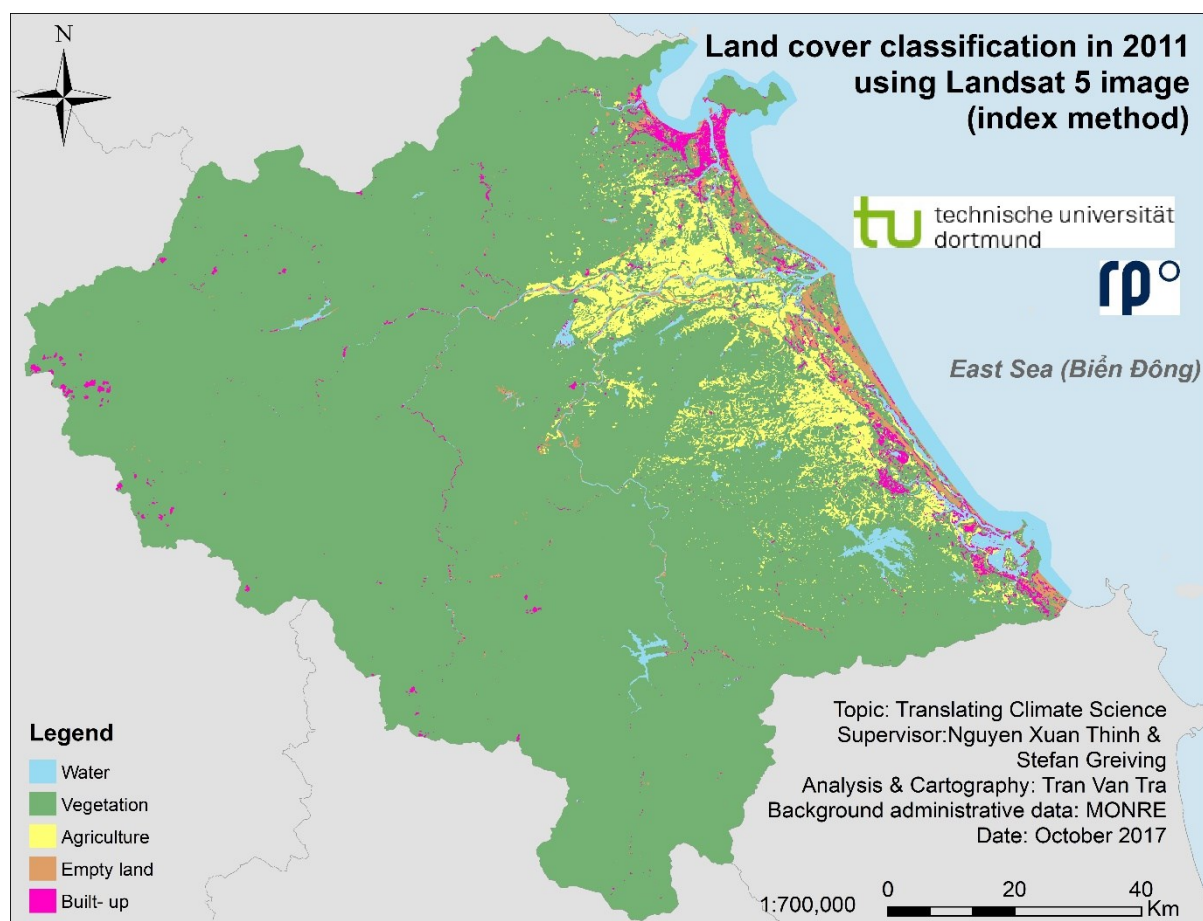 N
Land cover classification in 2011
using Landsat 5 image
(index method)
tu technische universität
dortmund
rp
East Sea (Biển Đông)
Legend
Water
Vegetation
Agriculture
Empty land
Built- up
Topic: Translating Climate Science
Supervisor:Nguyen Xuan Thinh &
Stefan Greiving
Analysis & Cartography: Tran Van Tra
Background administrative data: MONRE
Date: October 2017
1:700,000
0 20 40
Km